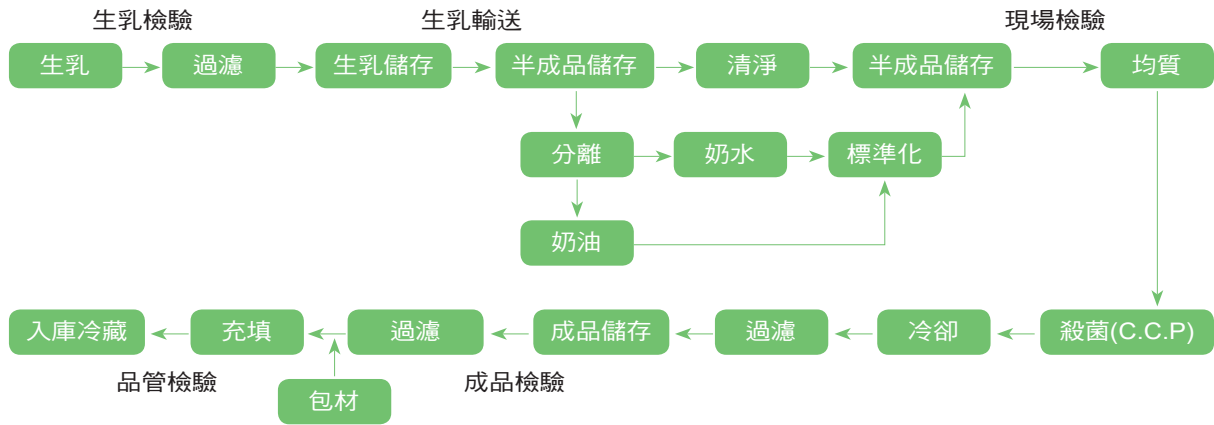 生乳檢驗
生乳輸送
現場檢驗
生乳
過濾
生乳儲存
半成品儲存
清淨
半成品儲存
均質
分離
奶水
標準化
奶油
入庫冷藏
充填
過濾
成品儲存
過濾
冷卻
殺菌(C.C.P)
品管檢驗
包材
成品檢驗